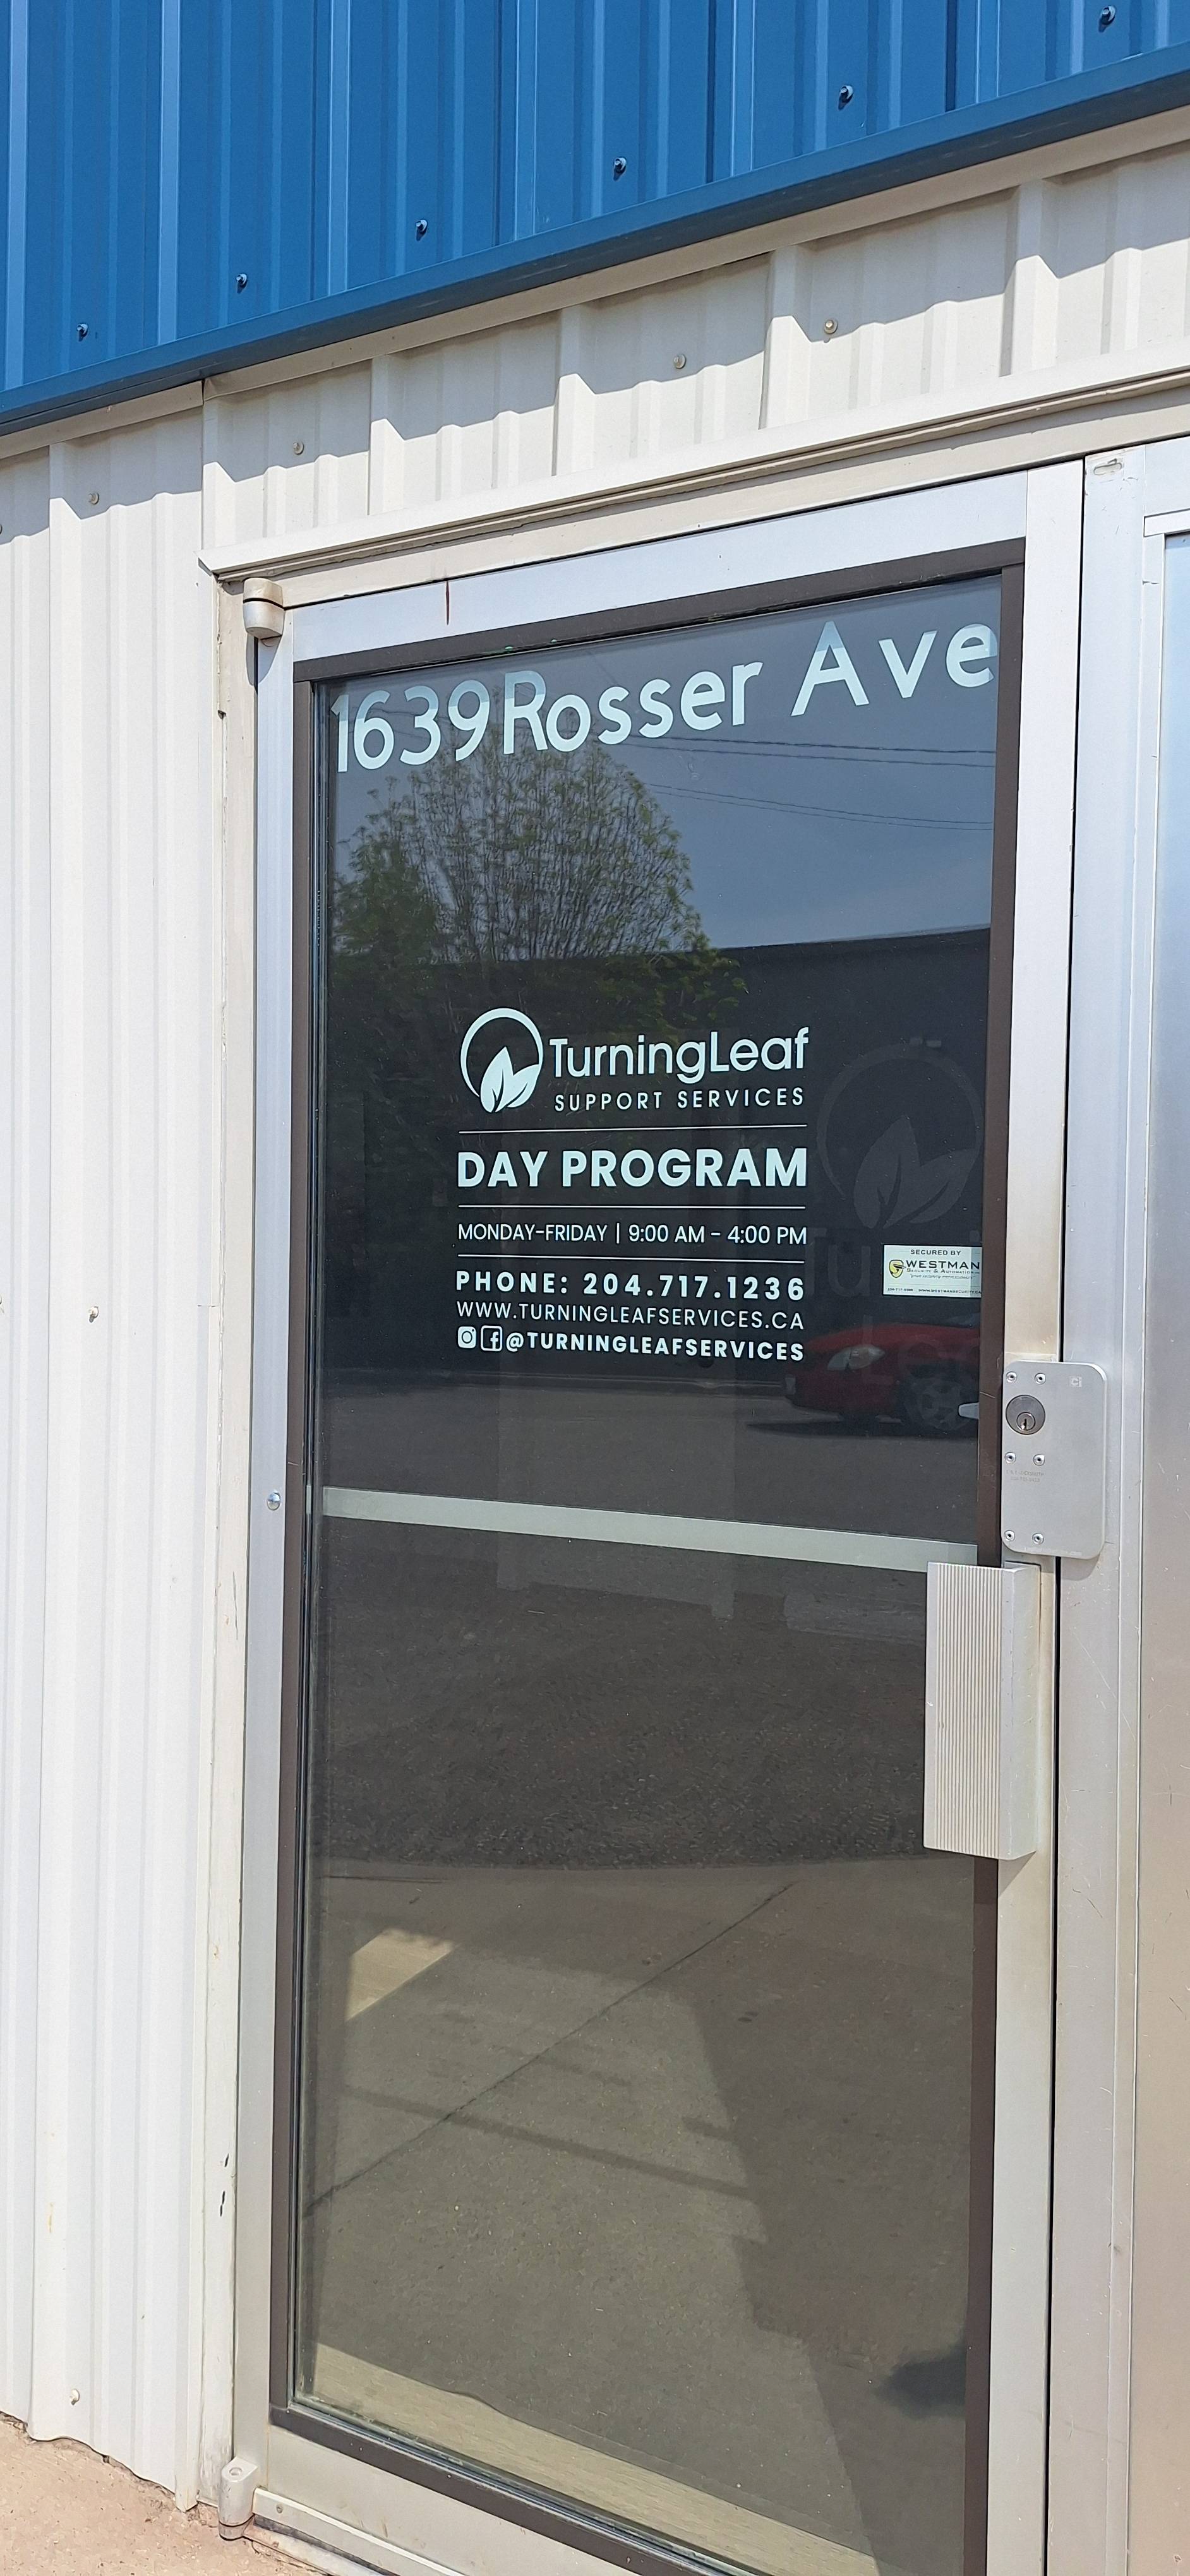 1639 Rosser Ave
TurningLeaf
SUPPORT SERVICES
DAY PROGRAM
MONDAY-FRIDAY | 9:00 AM - 4:00 PM
PHONE: 204.717.1236
WWW.TURNINGLEAFSERVICES.CA
@TURNINGLEAFSERVICES
SECURED BY
WESTMAN